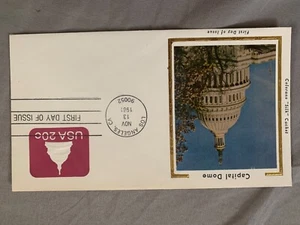 First Day of Issue
Colorano "Silk" Cachet
Capital Dome
LOS ANGELES, CA
NOV
13
1981
90052
FIRST DAY OF ISSUE
USA 20c